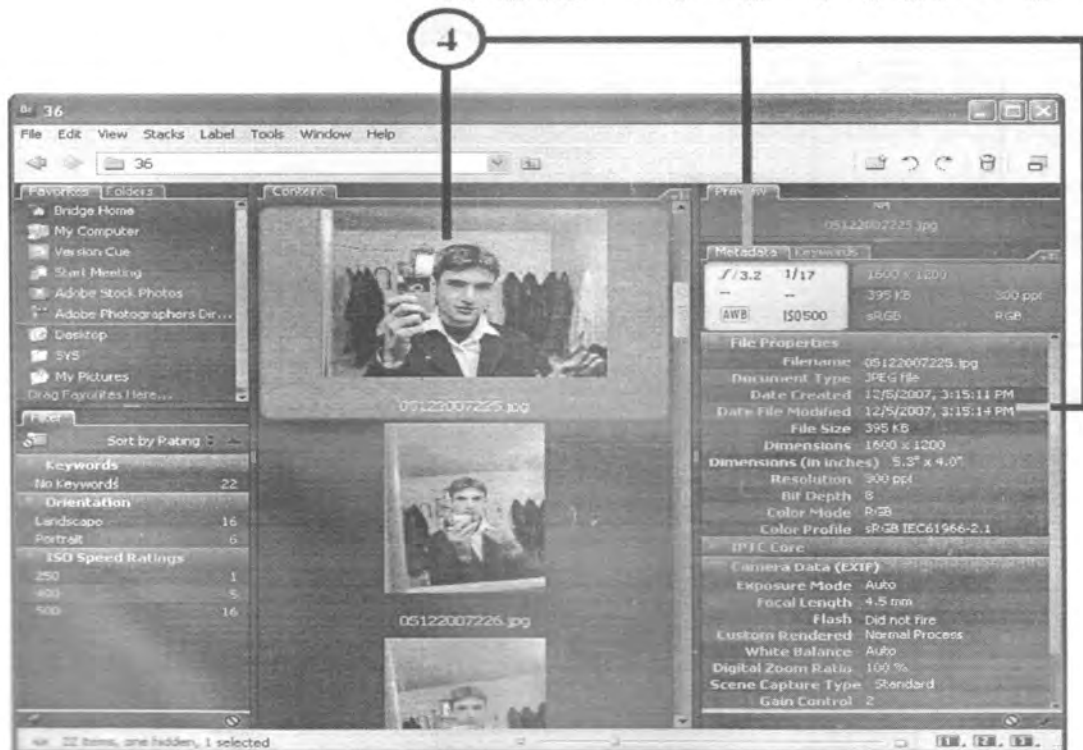 4
Br 36
File Edit View Stacks Label Tools Window Help
36
Favorites Folders
Bridge Home
My Computer
Version Cue
Start Meeting
Adobe Stock Photos
Adobe Photographers Dir...
Desktop
SYS
My Pictures
Drag Favorites Here...
Filter
Sort by Rating
Keywords
No Keywords 22
Orientation
Landscape 16
Portrait 6
ISO Speed Ratings
250 1
400 5
500 16
Content
05122007225.jpg
05122007226.jpg
Preview
05122007225.jpg
Metadata Keywords
f/3.2 1/17
-- --
AWB ISO500
1600 x 1200
395 KB 300 ppi
sRGB RGB
File Properties
Filename 05122007225.jpg
Document Type JPEG file
Date Created 12/5/2007, 3:15:11 PM
Date File Modified 12/5/2007, 3:15:14 PM
File Size 395 KB
Dimensions 1600 x 1200
Dimensions (in inches) 5.3" x 4.0"
Resolution 300 ppi
Bit Depth 8
Color Mode RGB
Color Profile sRGB IEC61966-2.1
IPTC Core
Camera Data (EXIF)
Exposure Mode Auto
Focal Length 4.5 mm
Flash Did not fire
Custom Rendered Normal Process
White Balance Auto
Digital Zoom Ratio 100 %
Scene Capture Type Standard
Gain Control 2
22 items, one hidden, 1 selected
1 2 3